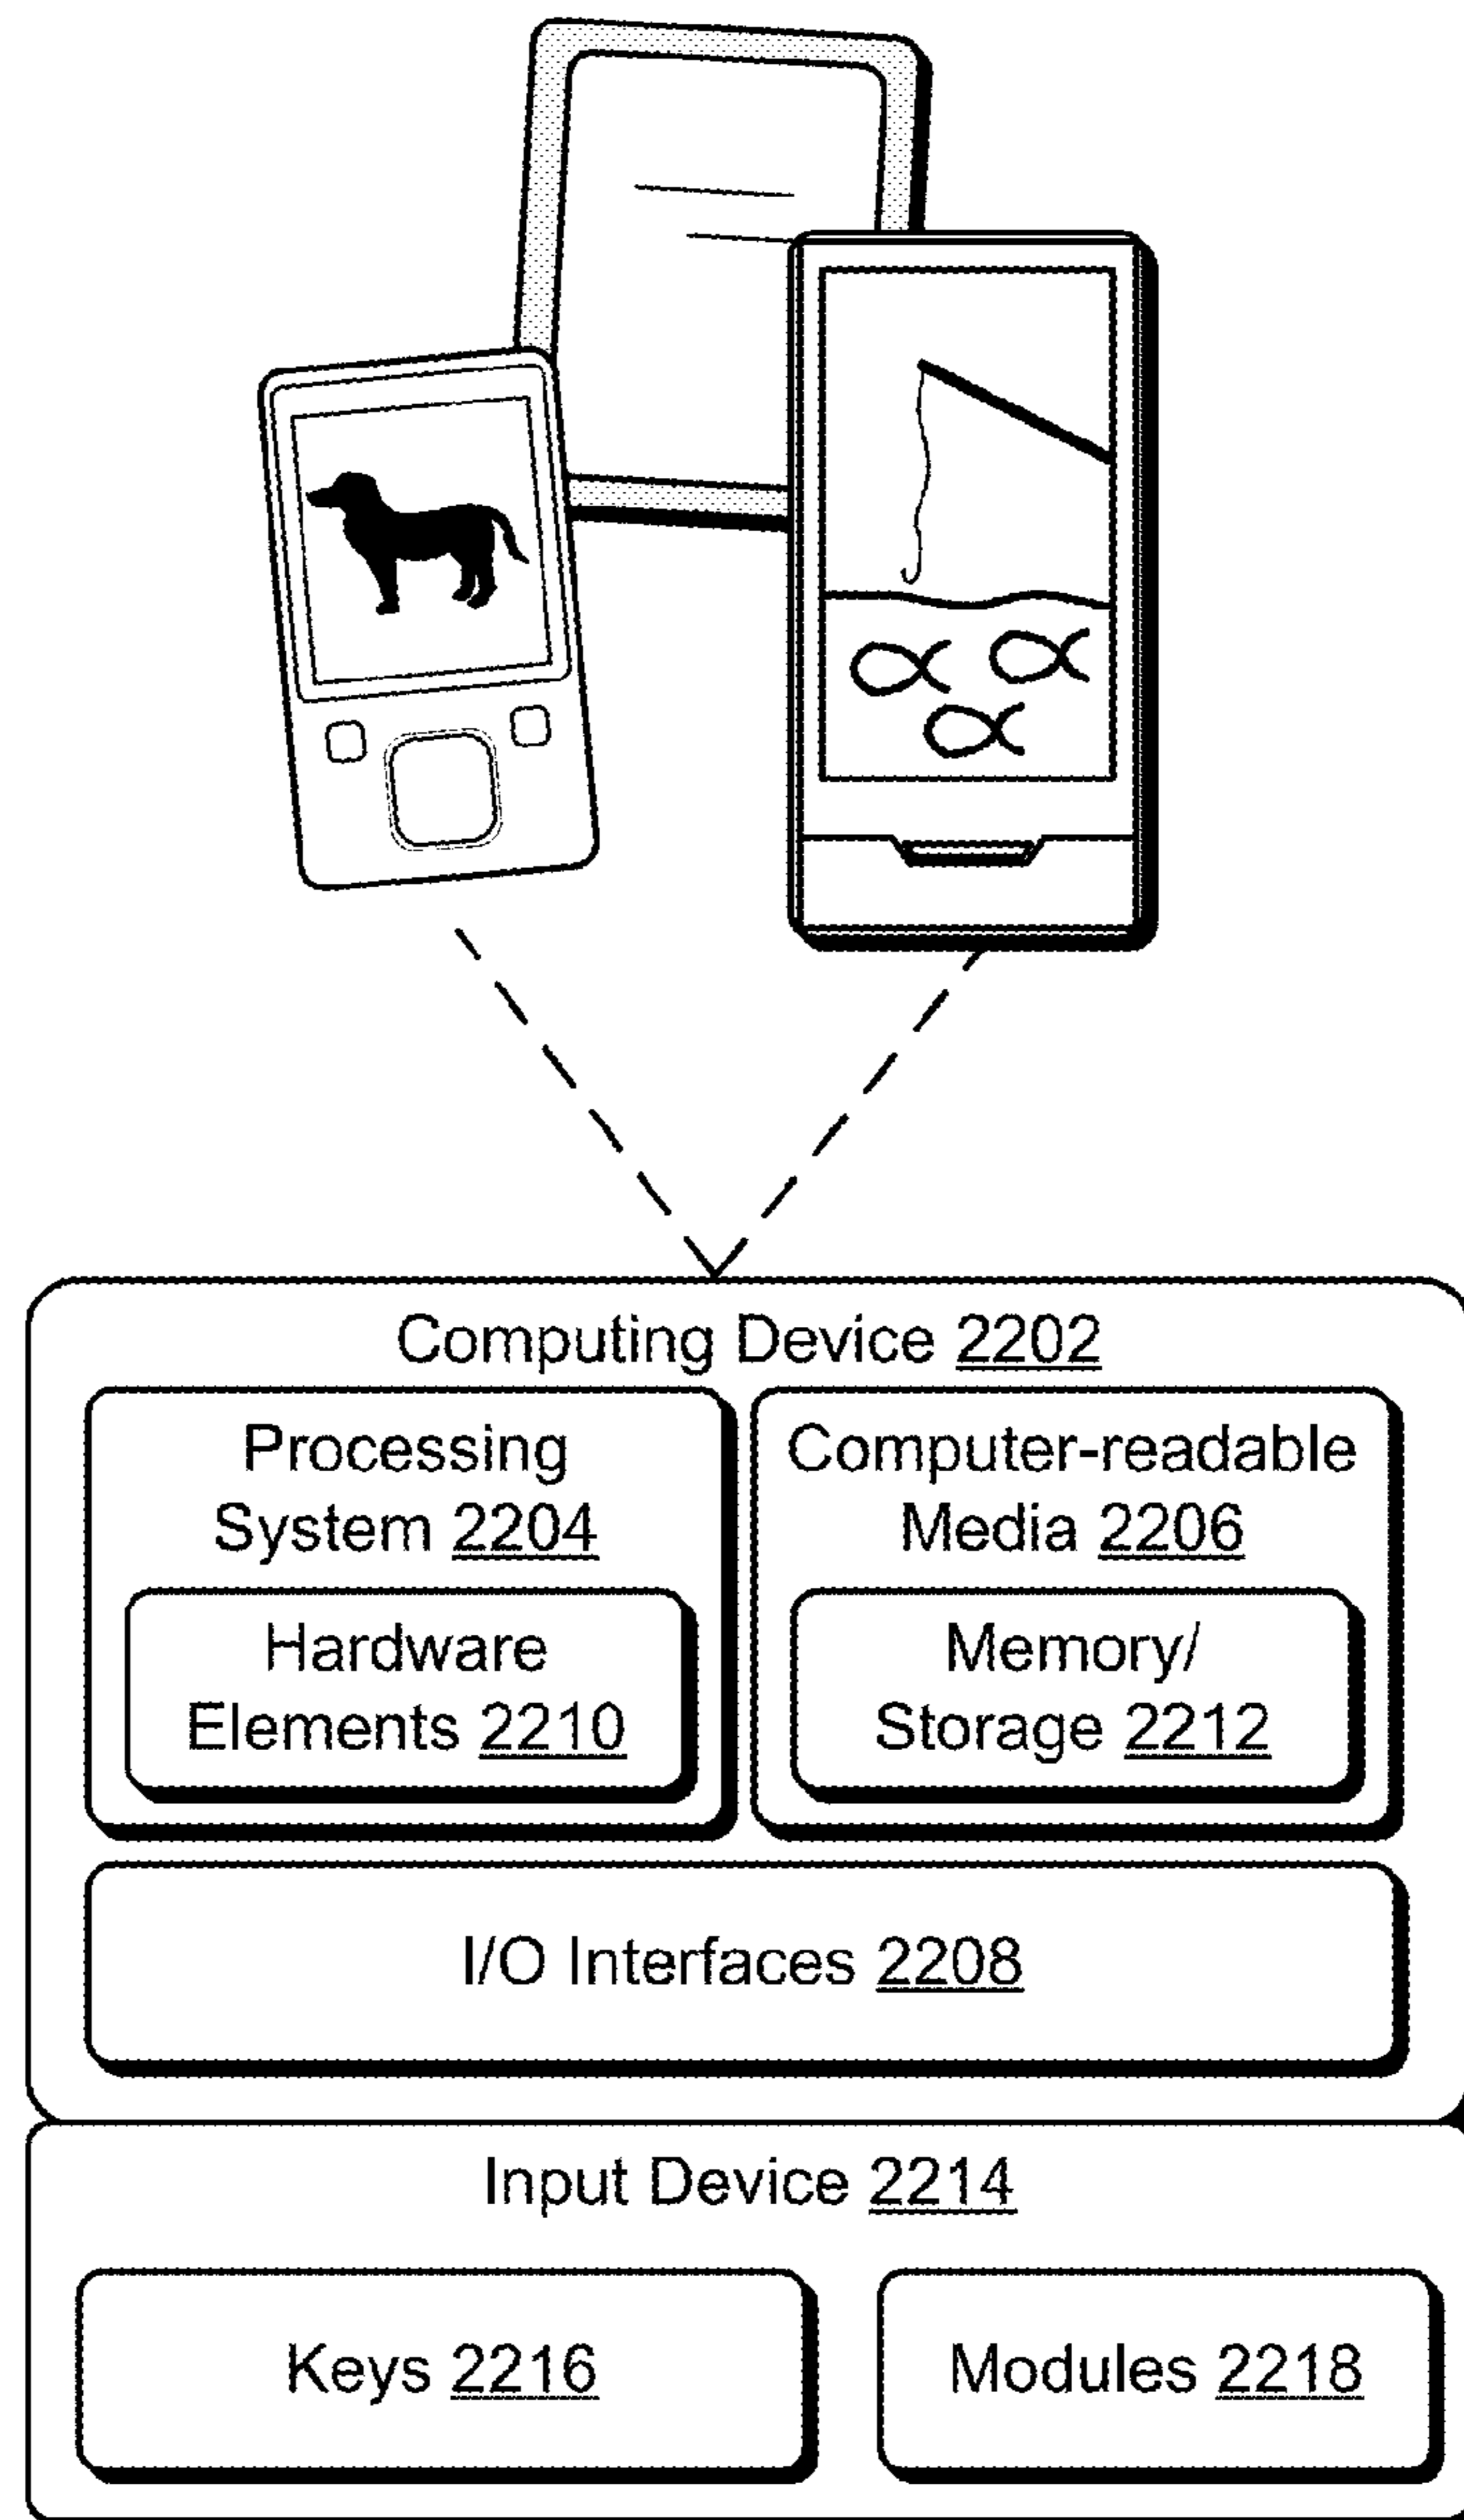 Computing Device 2202
Processing
System 2204
Hardware
Elements 2210
Computer-readable
Media 2206
Memory/
Storage 2212
I/O Interfaces 2208
Input Device 2214
Keys 2216
Modules 2218